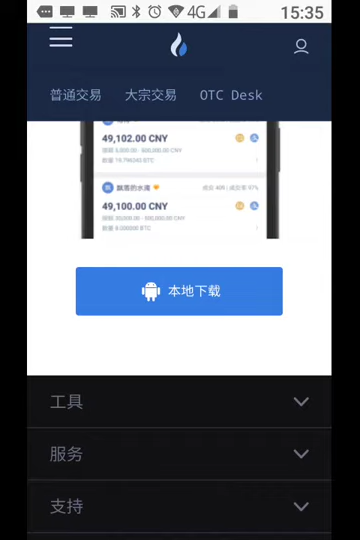 4G 15:35
普通交易 大宗交易 OTC Desk
49,102.00 CNY
飘落的水滴
49,100.00 CNY
本地下载
工具
服务
支持